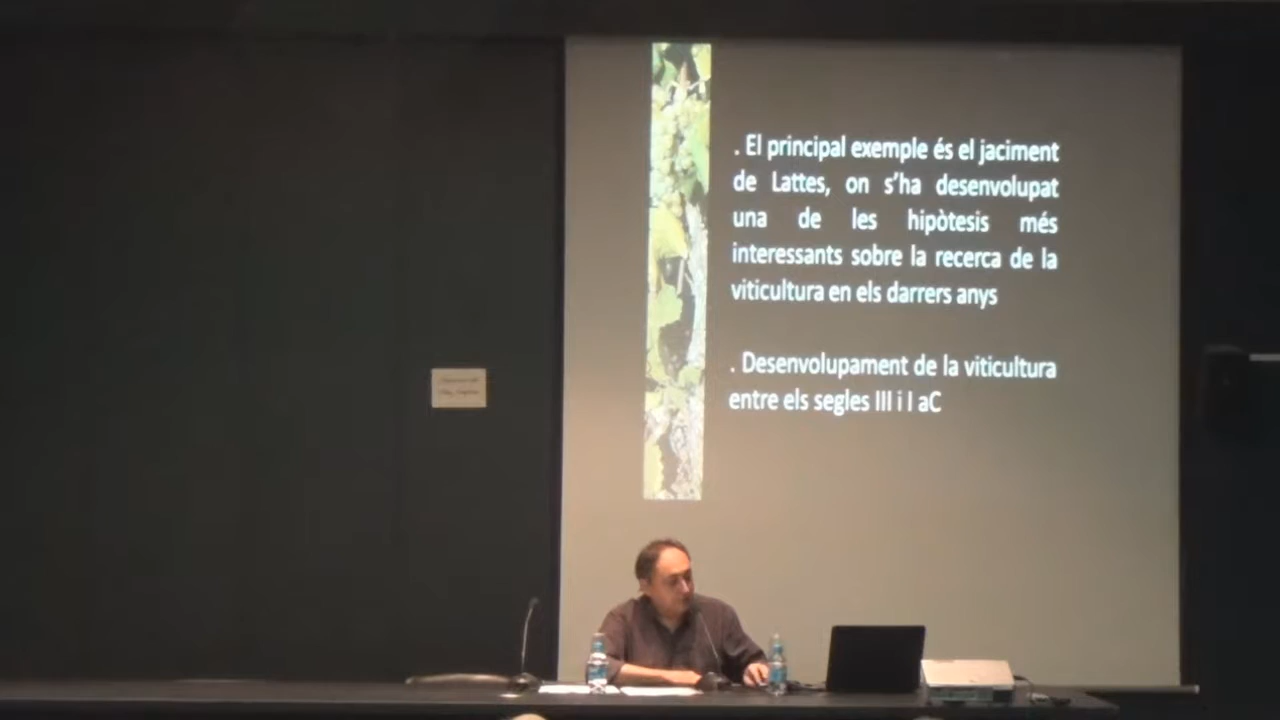 . El principal exemple és el jaciment
de Lattes, on s'ha desenvolupat
una de les hipòtesis més
interessants sobre la recerca de la
viticultura en els darrers anys
. Desenvolupament de la viticultura
entre els segles III i I aC